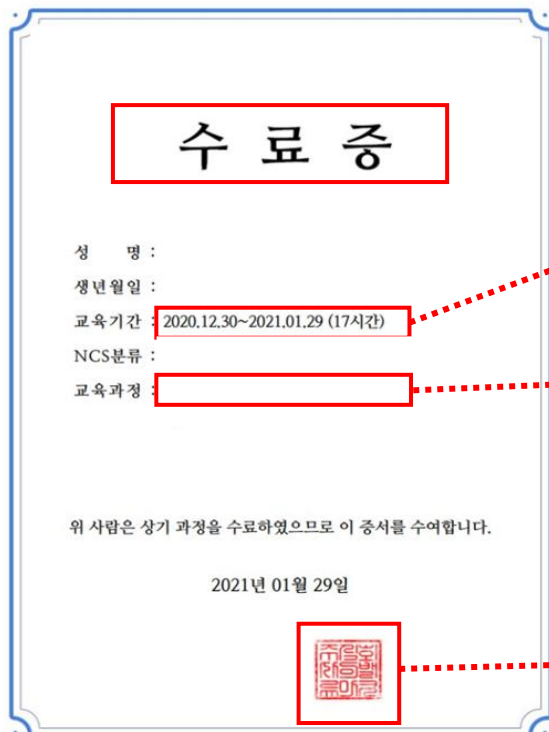 수 료 증
성 명 :
생년월일 :
교육기간 : 2020.12.30~2021.01.29 (17시간)
NCS분류 :
교육과정 :
위 사람은 상기 과정을 수료하였으므로 이 증서를 수여합니다.
2021년 01월 29일